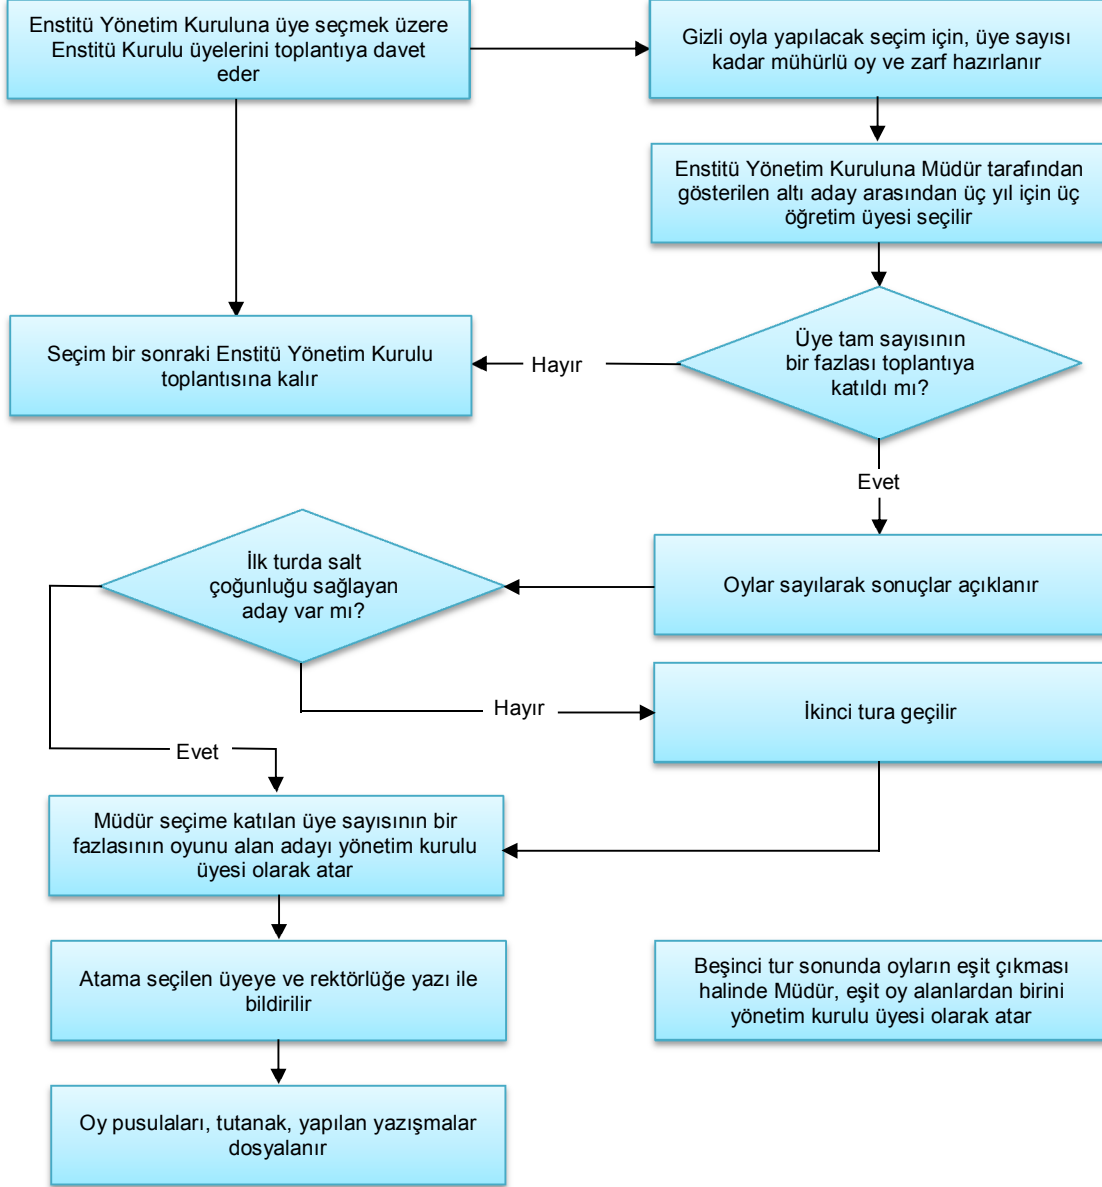 Enstitü Yönetim Kuruluna üye seçmek üzere
Enstitü Kurulu üyelerini toplantıya davet
eder
Gizli oyla yapılacak seçim için, üye sayısı
kadar mühürlü oy ve zarf hazırlanır
Enstitü Yönetim Kuruluna Müdür tarafından
gösterilen altı aday arasından üç yıl için üç
öğretim üyesi seçilir
Üye tam sayısının
bir fazlası toplantıya
katıldı mı?
Hayır
Seçim bir sonraki Enstitü Yönetim Kurulu
toplantısına kalır
Evet
Oylar sayılarak sonuçlar açıklanır
İlk turda salt
çoğunluğu sağlayan
aday var mı?
Hayır
İkinci tura geçilir
Evet
Müdür seçime katılan üye sayısının bir
fazlasının oyunu alan adayı yönetim kurulu
üyesi olarak atar
Atama seçilen üyeye ve rektörlüğe yazı ile
bildirilir
Beşinci tur sonunda oyların eşit çıkması
halinde Müdür, eşit oy alanlardan birini
yönetim kurulu üyesi olarak atar
Oy pusulaları, tutanak, yapılan yazışmalar
dosyalanır